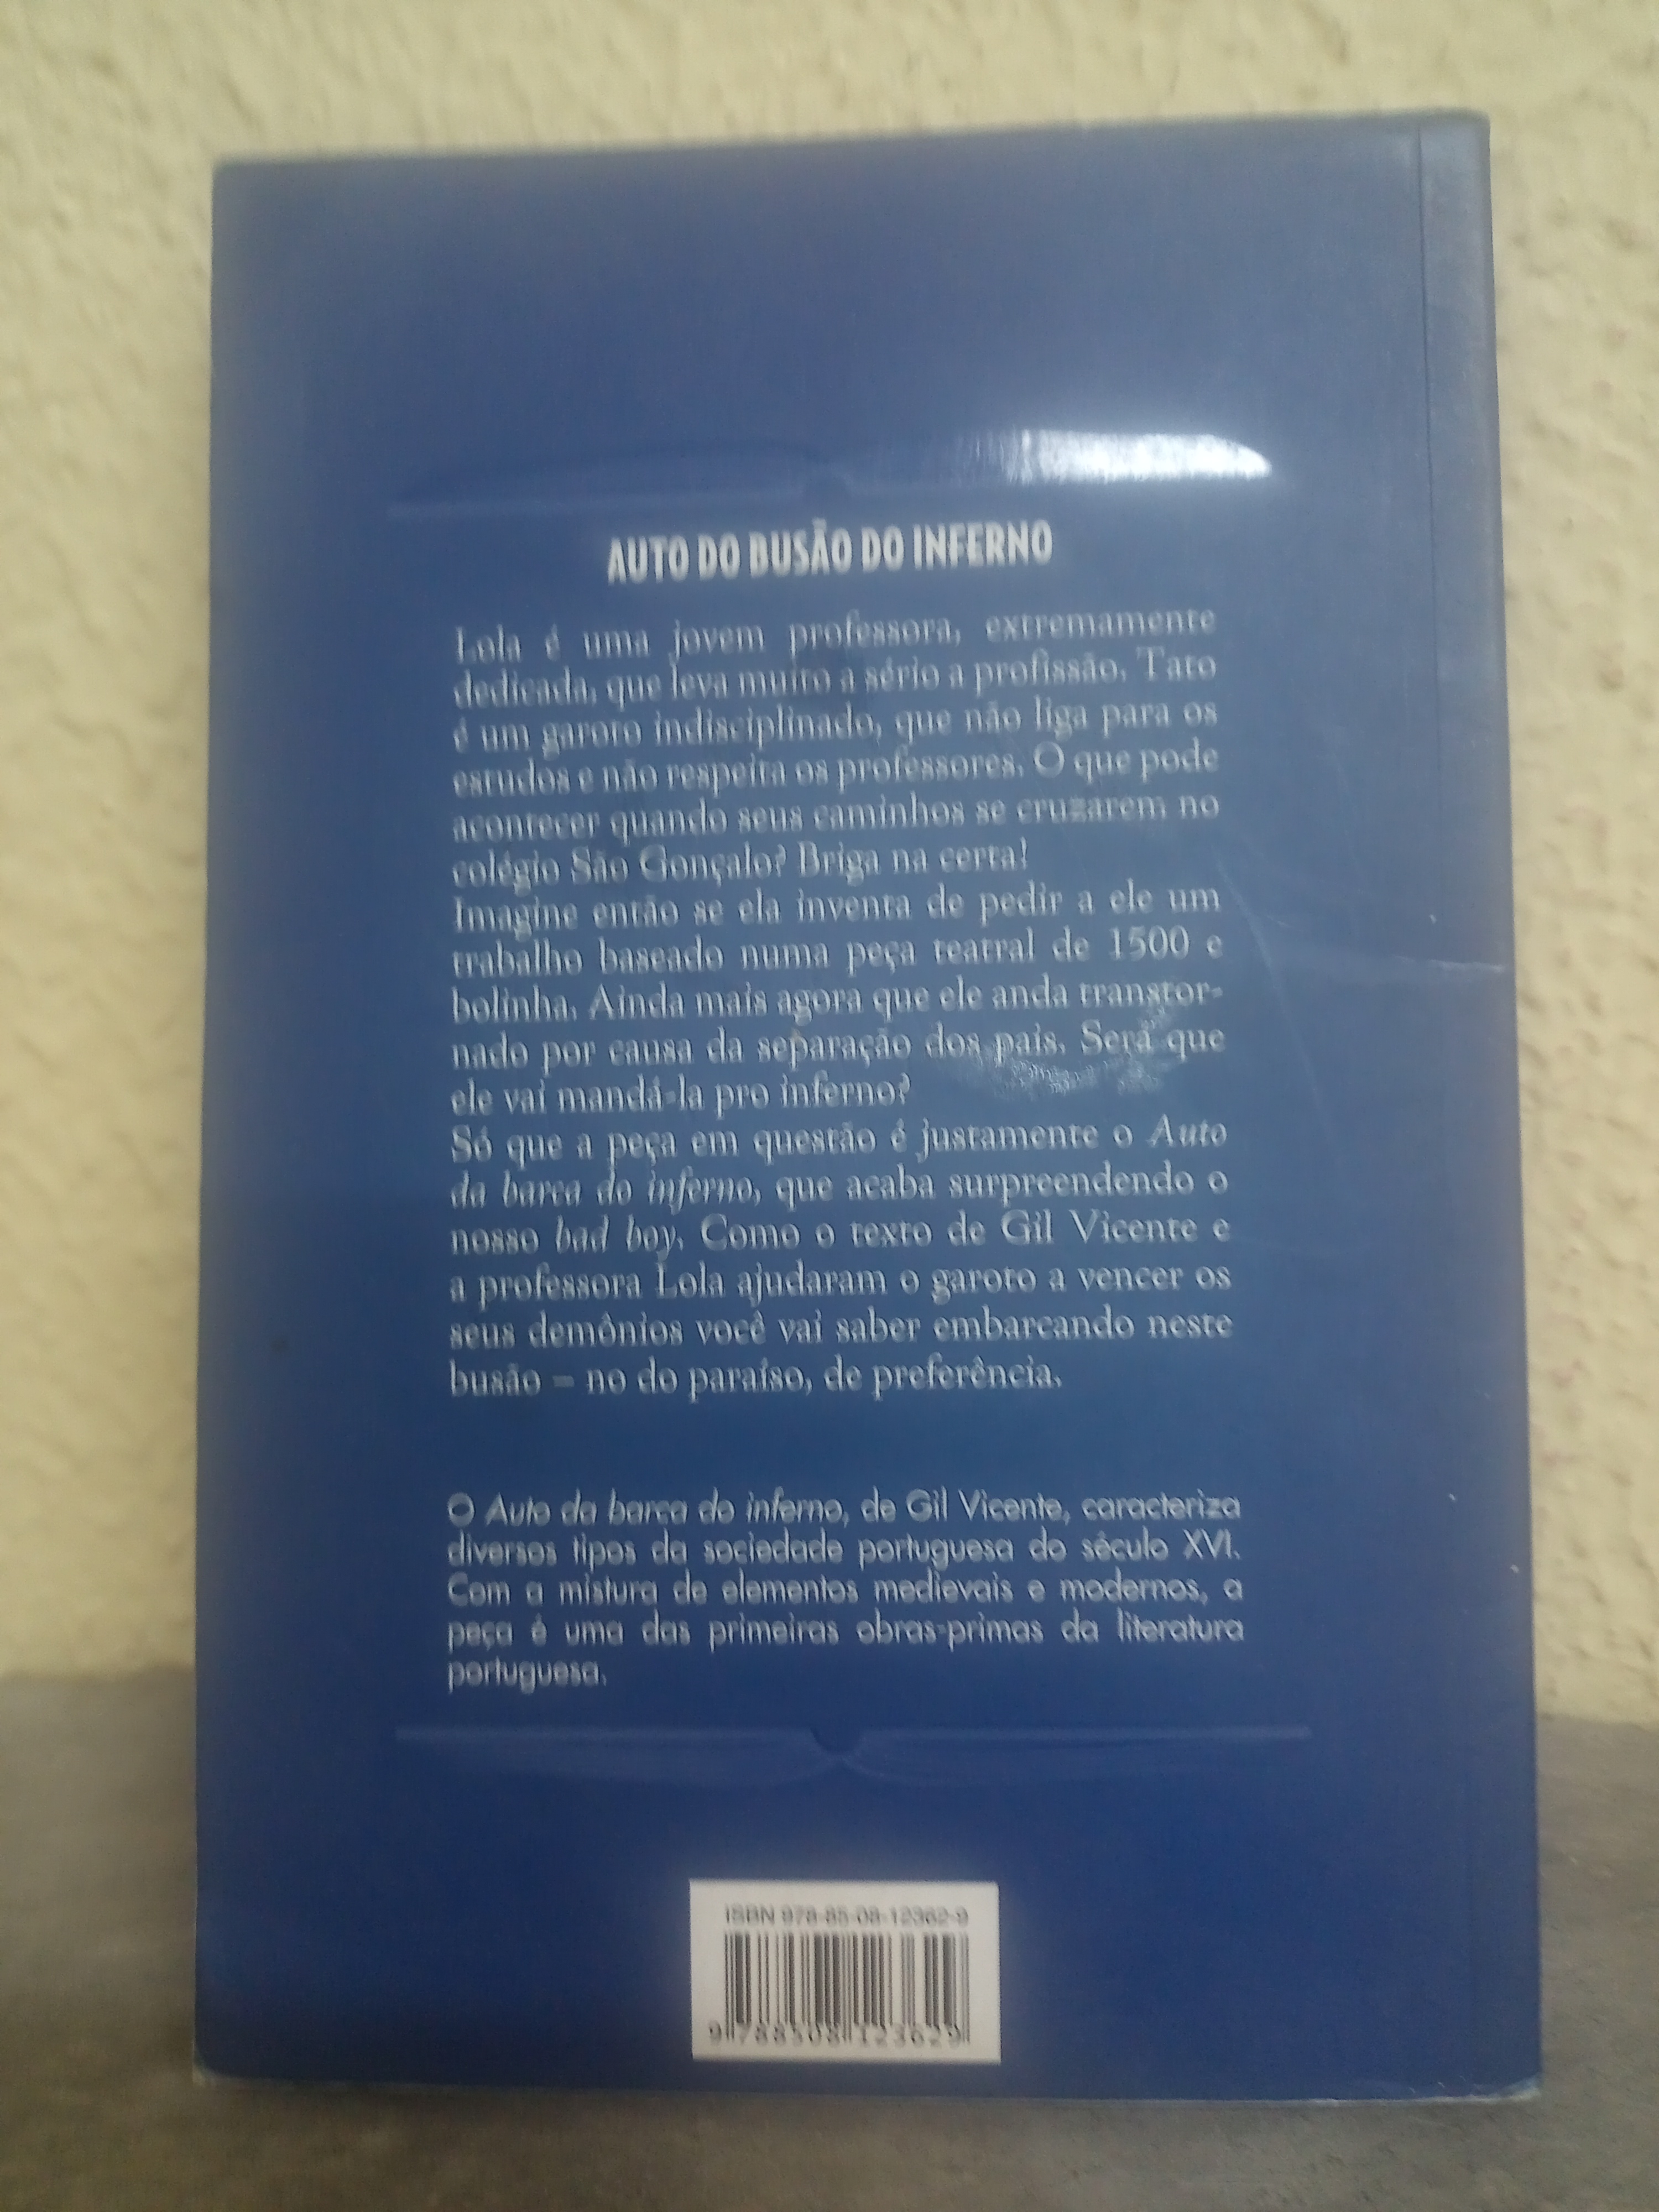 AUTO DO BUSÃO DO INFERNO
Lola é uma jovem professora, extremamente
dedicada, que leva muito a sério a profissão. Tato
é um garoto indisciplinado, que não liga para os
estudos e não respeita os professores. O que pode
acontecer quando seus caminhos se cruzarem no
colégio São Gonçalo? Briga na certa!
Imagine então se ela inventa de pedir a ele um
trabalho baseado numa peça teatral de 1500 e
bolinha. Ainda mais agora que ele anda transtor-
nado por causa da separação dos pais. Será que
ele vai mandá-la pro inferno?
Só que a peça em questão é justamente o Auto
da barca do inferno, que acaba surpreendendo o
nosso bad boy. Como o texto de Gil Vicente e
a professora Lola ajudaram o garoto a vencer os
seus demônios você vai saber embarcando neste
busão – no do paraíso, de preferência.
O Auto da barca do inferno, de Gil Vicente, caracteriza
diversos tipos da sociedade portuguesa do século XVI.
Com a mistura de elementos medievais e modernos, a
peça é uma das primeiras obras-primas da literatura
portuguesa.
ISBN 978-85-08-12362-9
9 788508 123629